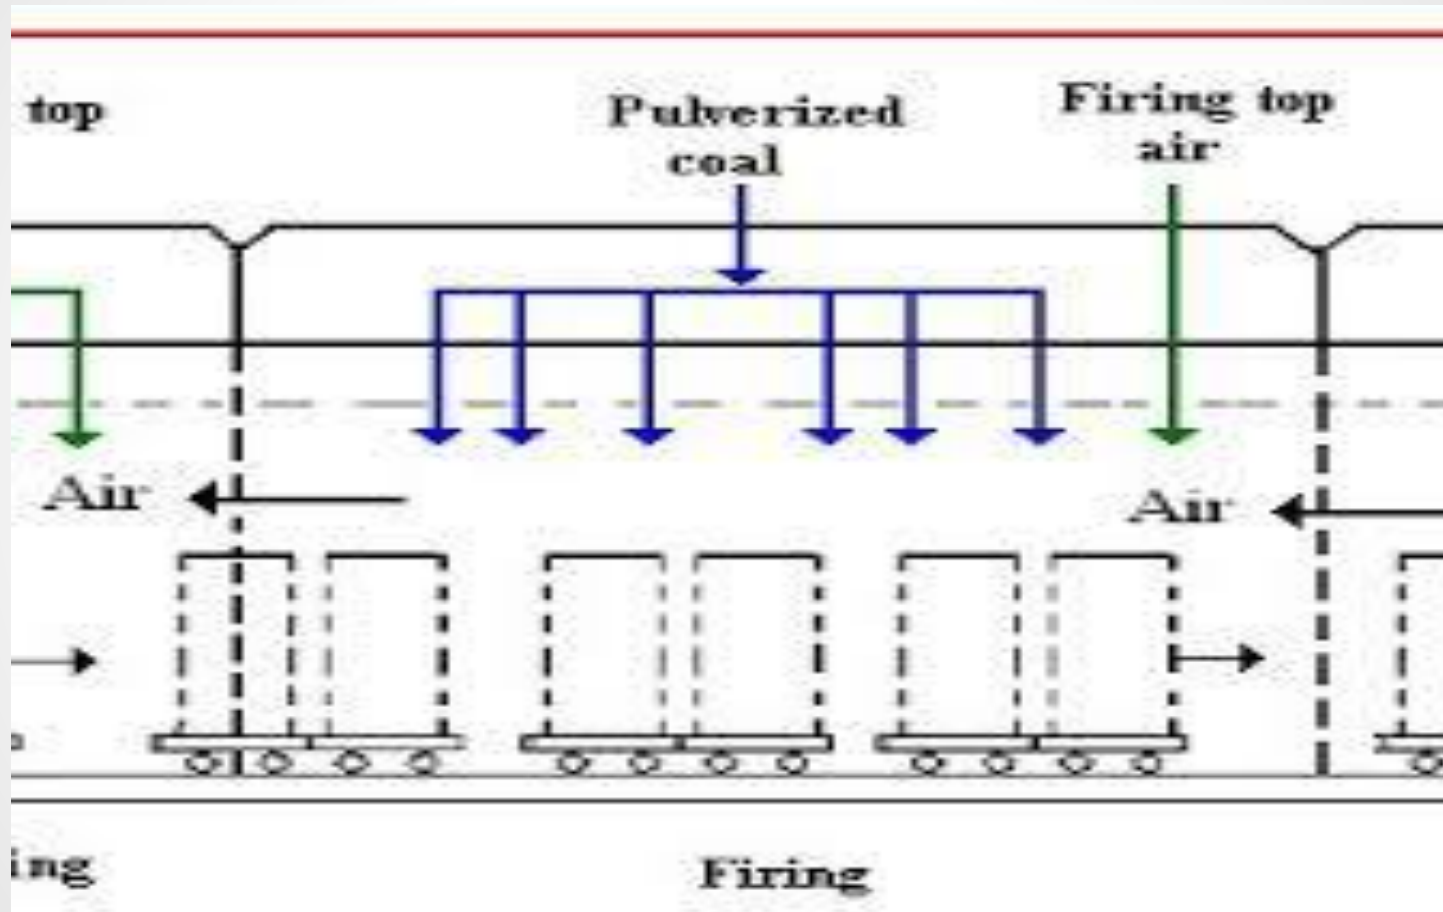 top
Pulverized
coal
Firing top
air
Air
Air
ing
Firing